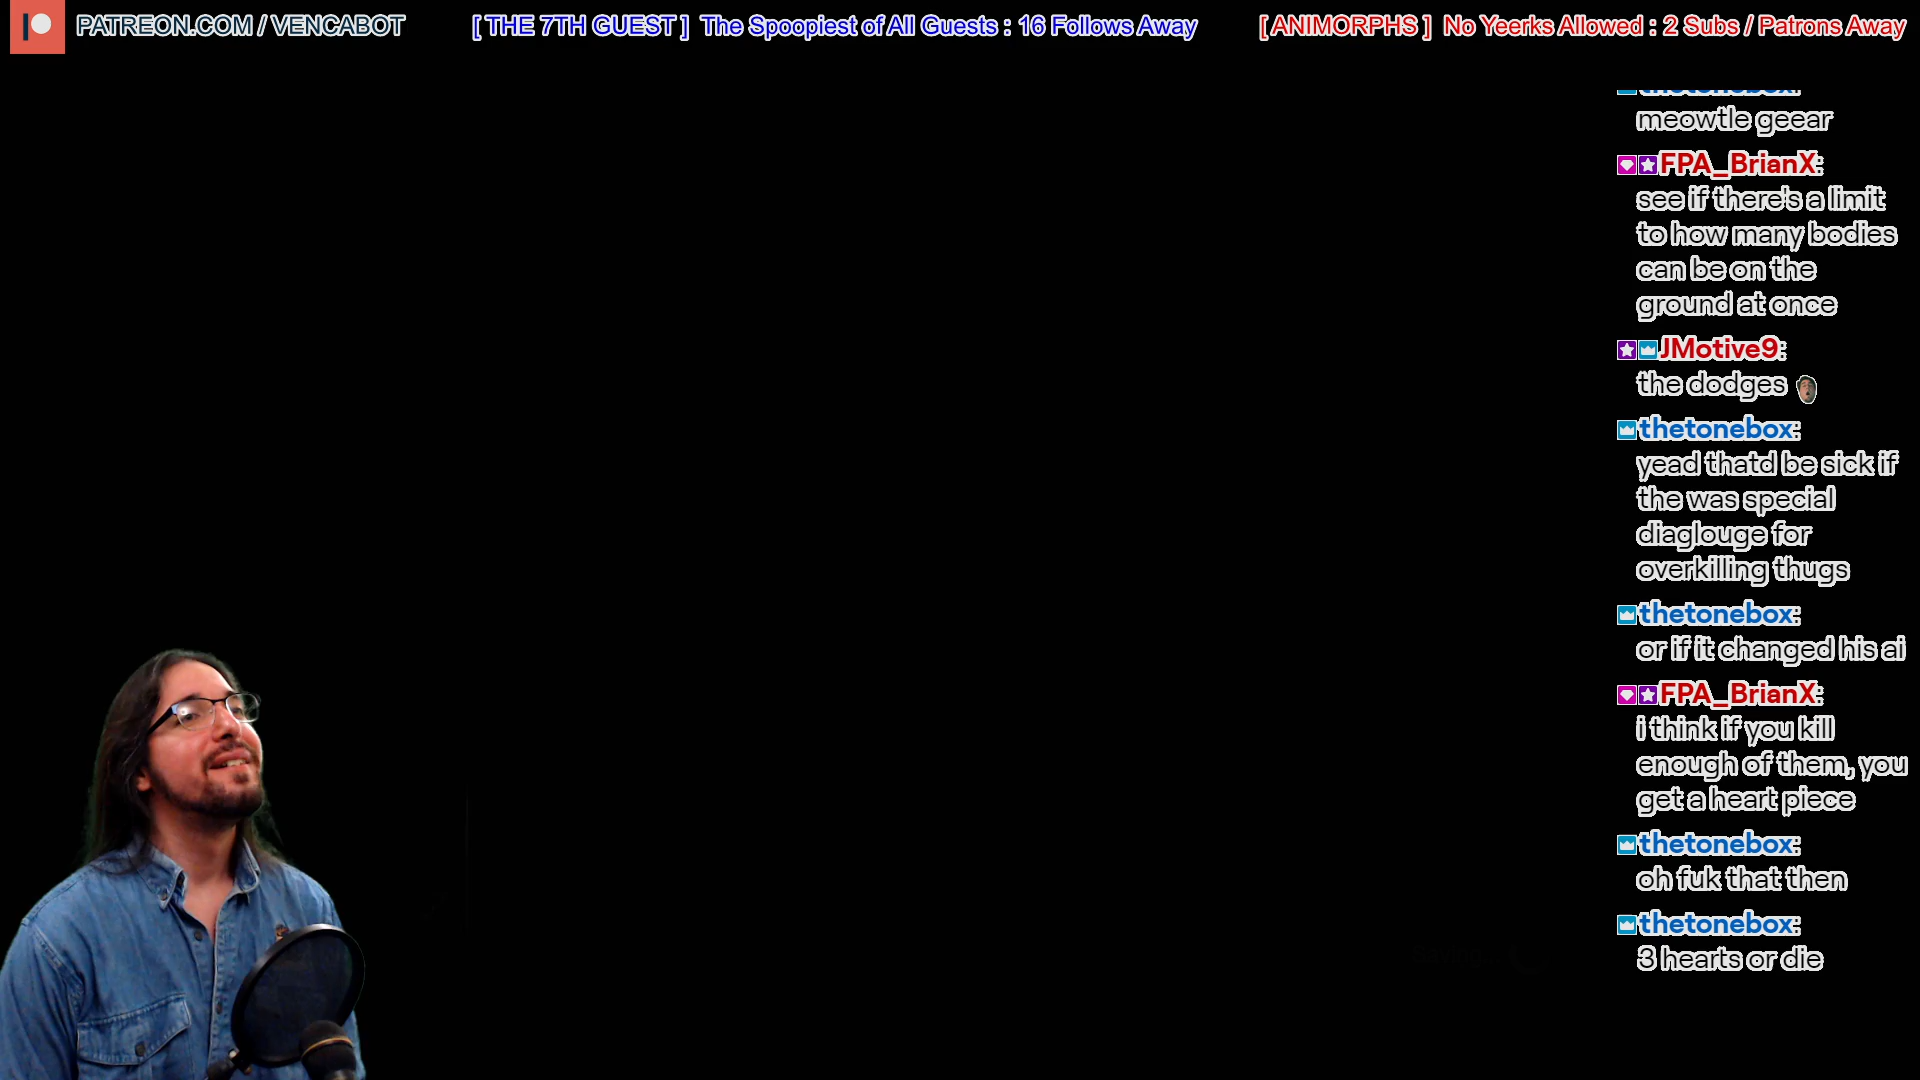 PATREON.COM / VENCABOT
[ THE 7TH GUEST ] The Spoopiest of All Guests : 16 Follows Away
[ ANIMORPHS ] No Yeerks Allowed : 2 Subs / Patrons Away
thetonebox:
meowtle geear
FPA_BrianX:
see if there's a limit
to how many bodies
can be on the
ground at once
JMotive9:
the dodges
thetonebox:
yead thatd be sick if
the was special
diaglouge for
overkilling thugs
thetonebox:
or if it changed his ai
FPA_BrianX:
i think if you kill
enough of them, you
get a heart piece
thetonebox:
oh fuk that then
thetonebox:
3 hearts or die